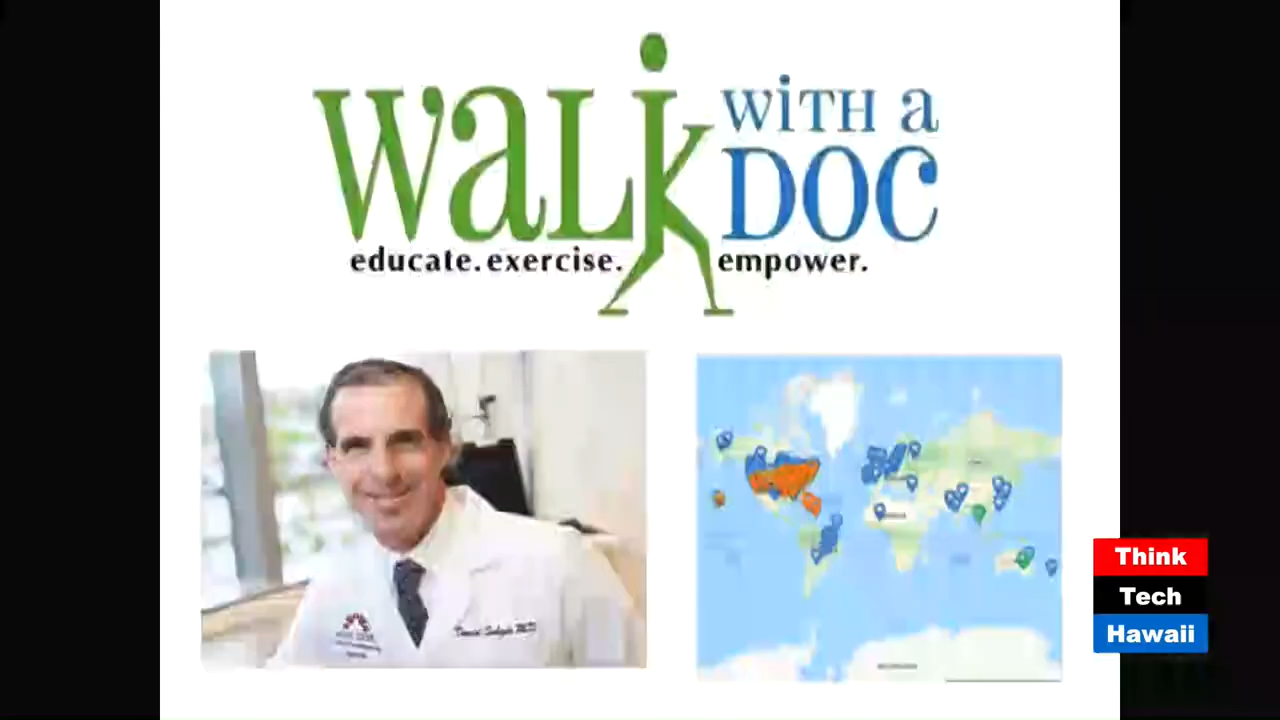 WaLk WiTH a DOC
educate. exercise. empower.
Think
Tech
Hawaii